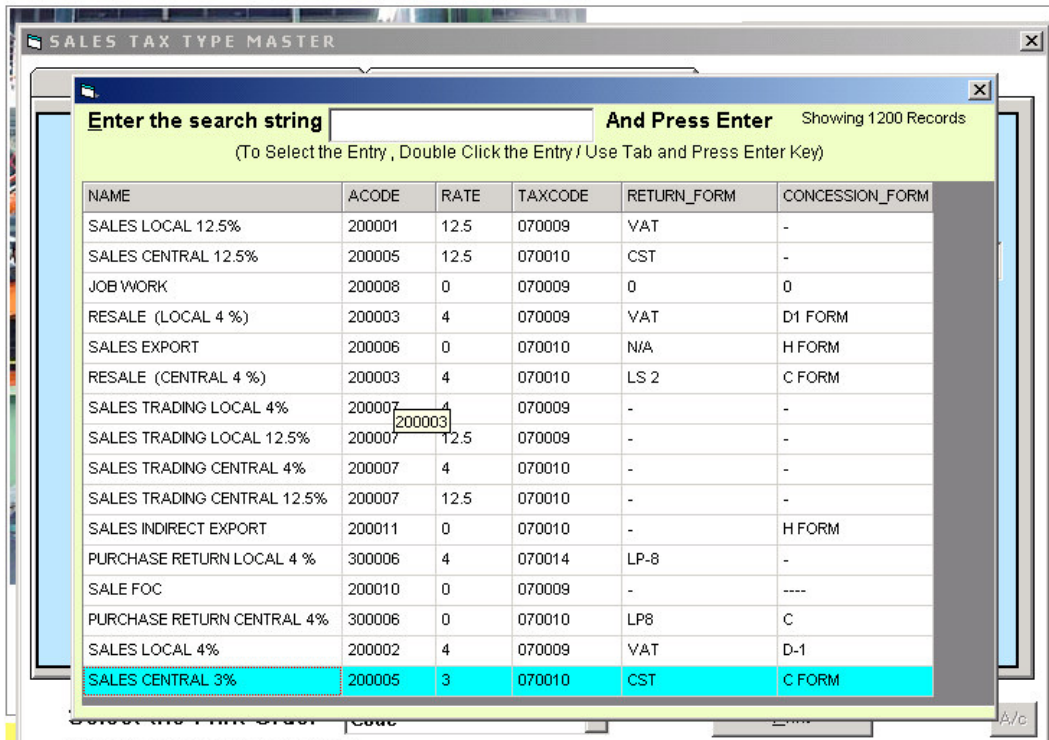 SALES TAX TYPE MASTER
Enter the search string And Press Enter Showing 1200 Records
(To Select the Entry , Double Click the Entry / Use Tab and Press Enter Key)
NAME ACODE RATE TAXCODE RETURN_FORM CONCESSION_FORM
SALES LOCAL 12.5% 200001 12.5 070009 VAT -
SALES CENTRAL 12.5% 200005 12.5 070010 CST -
JOB WORK 200008 0 070009 0 0
RESALE (LOCAL 4 %) 200003 4 070009 VAT D1 FORM
SALES EXPORT 200006 0 070010 N/A H FORM
RESALE (CENTRAL 4 %) 200003 4 070010 LS 2 C FORM
SALES TRADING LOCAL 4% 200007 4 070009 - -
200003
SALES TRADING LOCAL 12.5% 200007 12.5 070009 - -
SALES TRADING CENTRAL 4% 200007 4 070010 - -
SALES TRADING CENTRAL 12.5% 200007 12.5 070010 - -
SALES INDIRECT EXPORT 200011 0 070010 - H FORM
PURCHASE RETURN LOCAL 4 % 300006 4 070014 LP-8 -
SALE FOC 200010 0 070009 - ----
PURCHASE RETURN CENTRAL 4% 300006 0 070010 LP8 C
SALES LOCAL 4% 200002 4 070009 VAT D-1
SALES CENTRAL 3% 200005 3 070010 CST C FORM
A/c